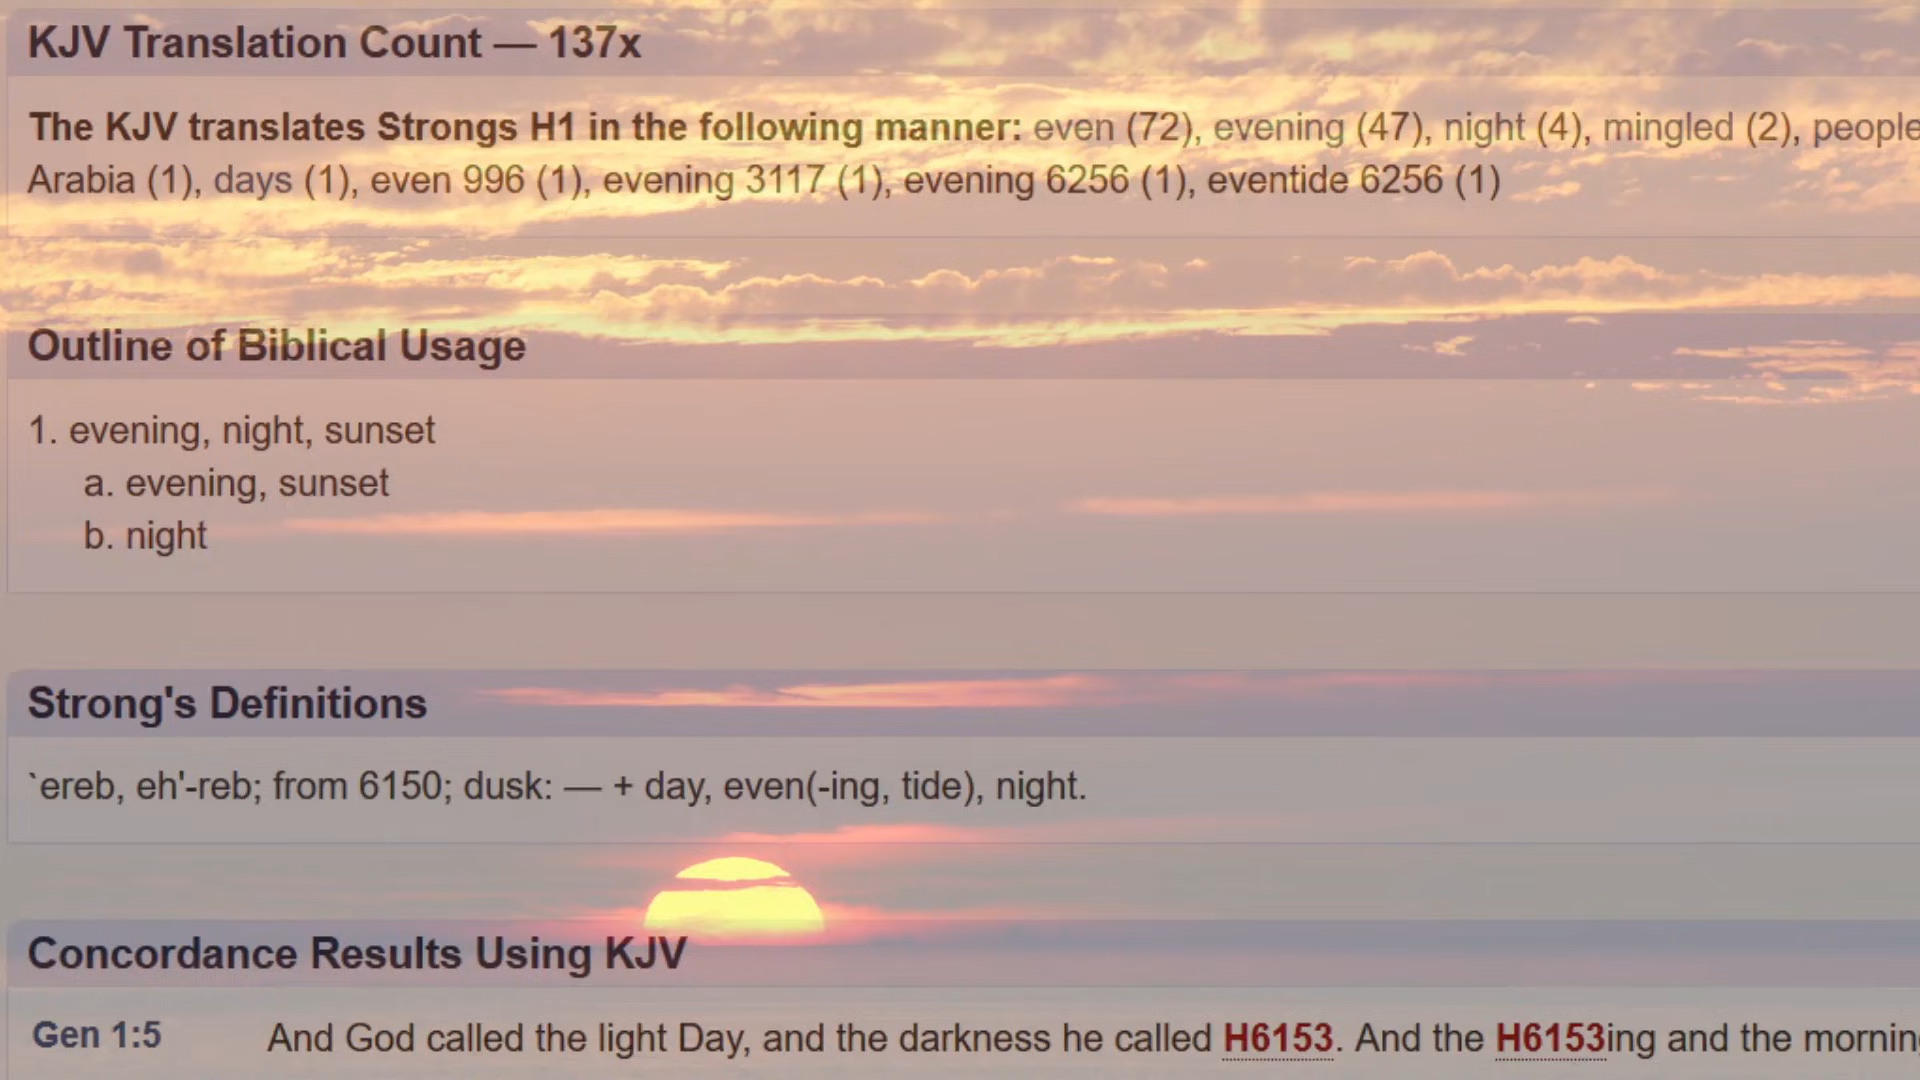 KJV Translation Count — 137x
The KJV translates Strongs H1 in the following manner: even (72), evening (47), night (4), mingled (2), people
Arabia (1), days (1), even 996 (1), evening 3117 (1), evening 6256 (1), eventide 6256 (1)
Outline of Biblical Usage
1. evening, night, sunset
a. evening, sunset
b. night
Strong's Definitions
`ereb, eh'-reb; from 6150; dusk: — + day, even(-ing, tide), night.
Concordance Results Using KJV
Gen 1:5 And God called the light Day, and the darkness he called H6153. And the H6153ing and the mornin